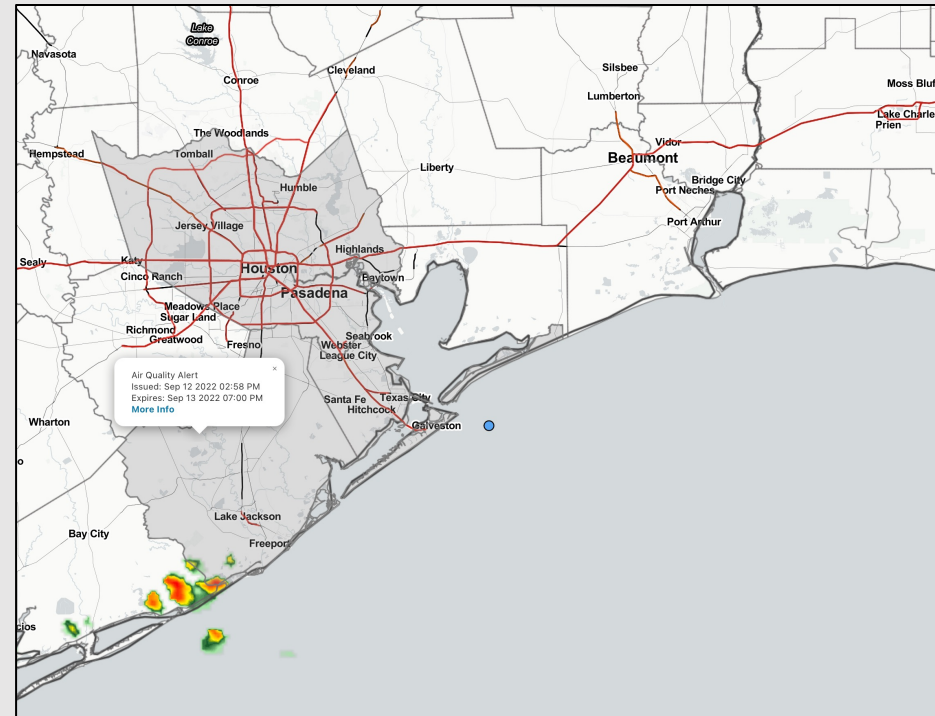 Lake
Conroe
Navasota
Silsbee
Cleveland
Conroe
Moss Bluf
Lumberton
Lake Charle
Prien
The Woodlands
Vidor
Hempstead
Tomball
Beaumont
Liberty
Bridge City
Humble
Port Neches
Jersey Village
Port Arthur
Highlands
Sealy
Katy
Houston
Cinco Ranch
Baytown
Pasadena
Meadows Place
Sugar Land
Richmond
Seabrook
Greatwood
Fresno
Webster
League City
Air Quality Alert
×
Issued: Sep 12 2022 02:58 PM
Expires: Sep 13 2022 07:00 PM
More Info
Santa Fe
Texas City
Hitchcock
Wharton
Galveston
o
Lake Jackson
Bay City
Freeport
cios